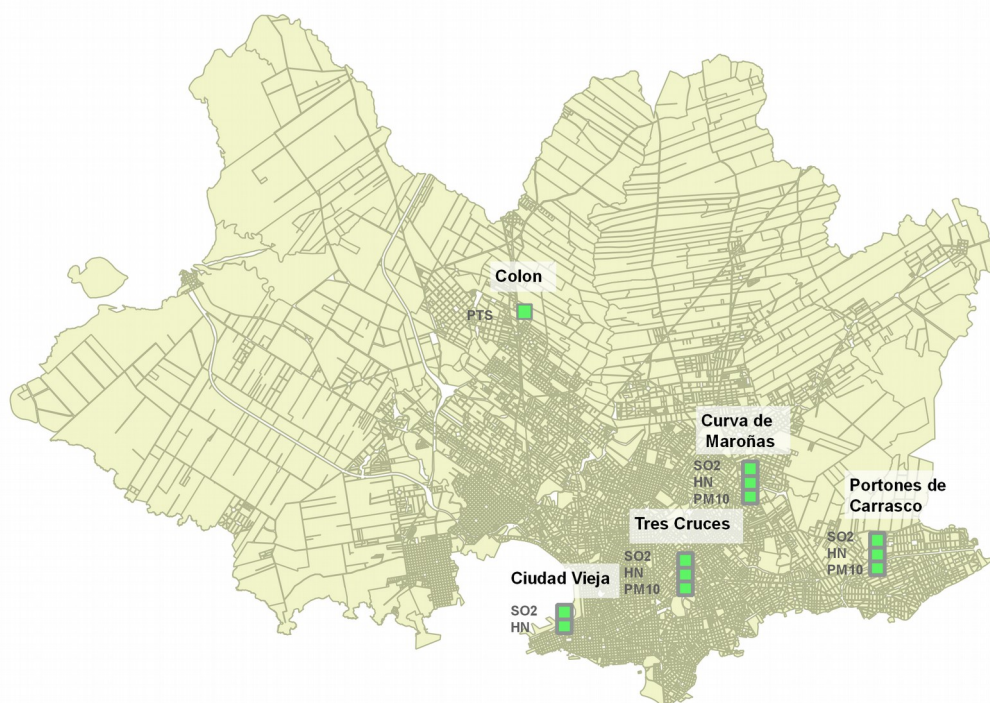 Colon
PTS
Curva de
Maroñas
SO2
HN
PM10
Portones de
Carrasco
SO2
HN
PM10
Tres Cruces
SO2
HN
PM10
Ciudad Vieja
SO2
HN